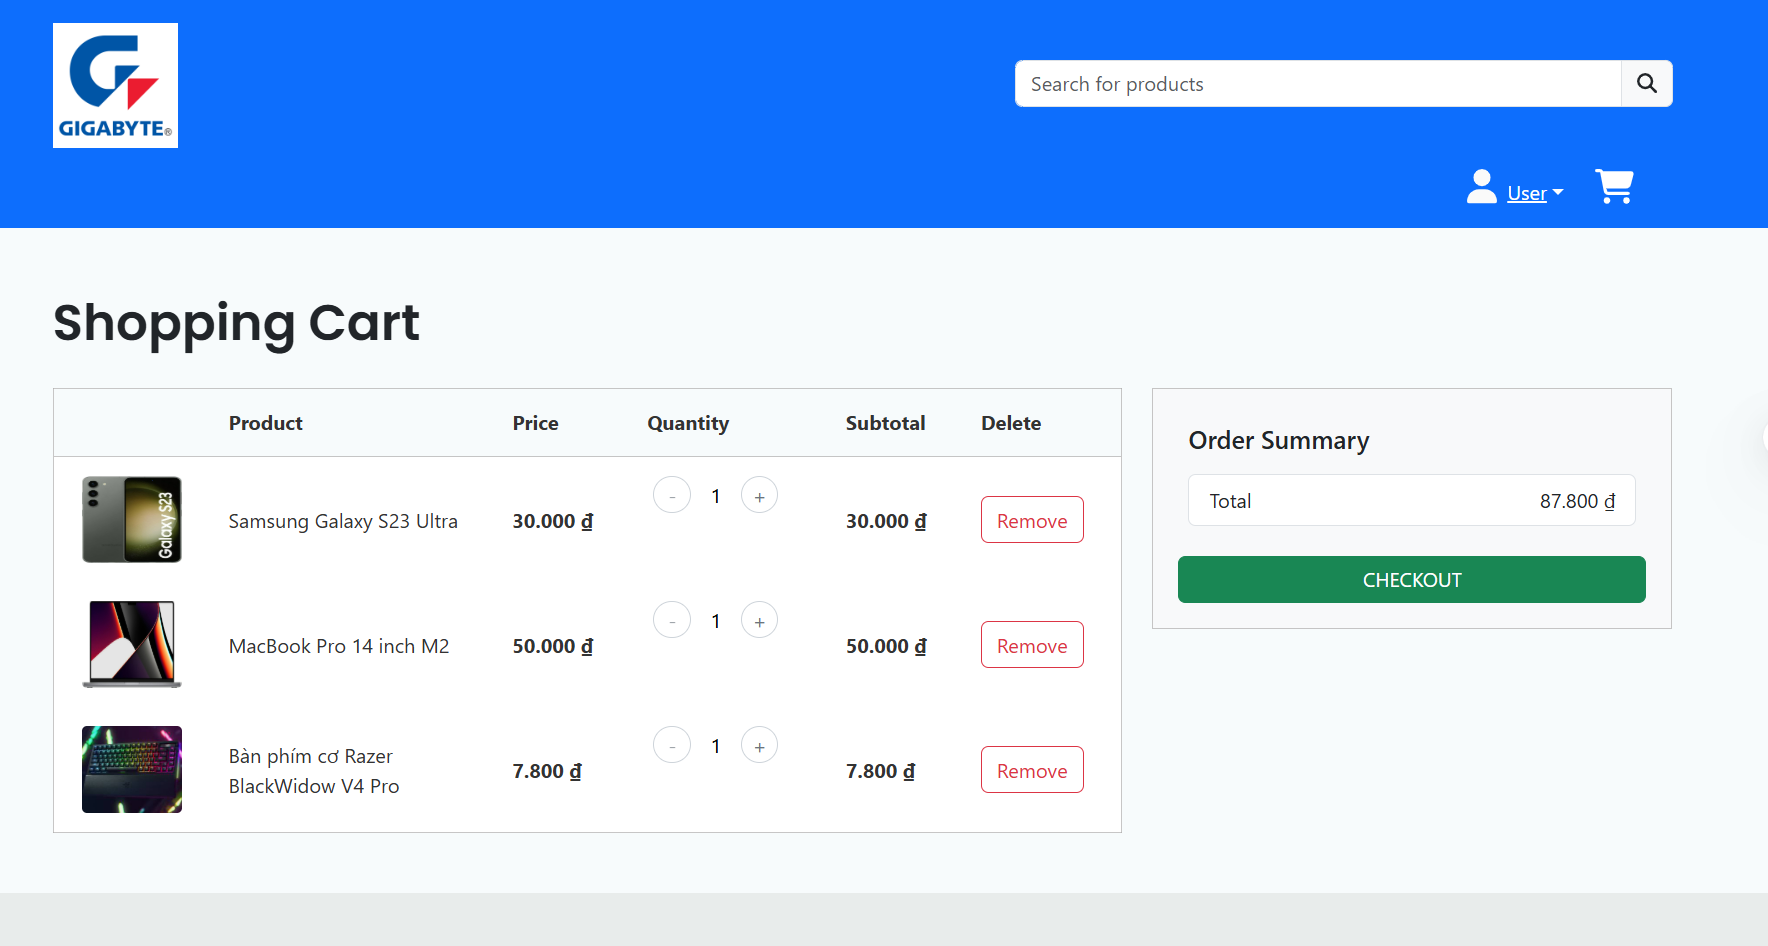 GIGABYTE®
Search for products
User
Shopping Cart
Product Price Quantity Subtotal Delete
Galaxy S23
Samsung Galaxy S23 Ultra 30.000 ₫ - 1 + 30.000 ₫ Remove
MacBook Pro 14 inch M2 50.000 ₫ - 1 + 50.000 ₫ Remove
Bàn phím cơ Razer
BlackWidow V4 Pro 7.800 ₫ - 1 + 7.800 ₫ Remove
Order Summary
Total 87.800 ₫
CHECKOUT